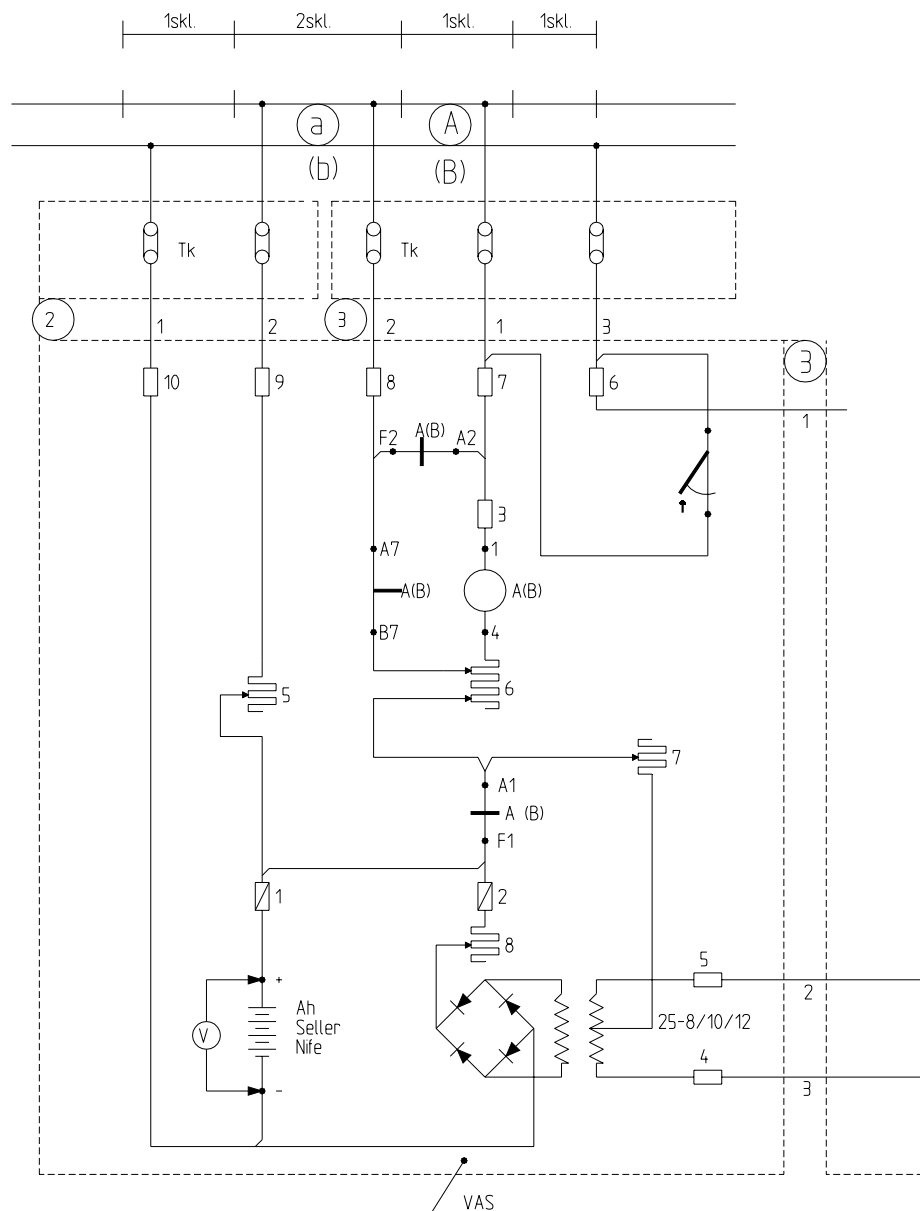 1skl. 2skl. 1skl. 1skl.
a A
(b) (B)
Tk Tk
2 3
1 2 2 1 3
3
10 9 8 7 6
1
A(B)
F2 A2
3
A7 1
A(B) A(B)
B7 4
5 6
7
A1
A (B)
F1
1 2
8
+ 5
2
Ah
Seller
Nife
V
25-8/10/12
4
- 3
VAS